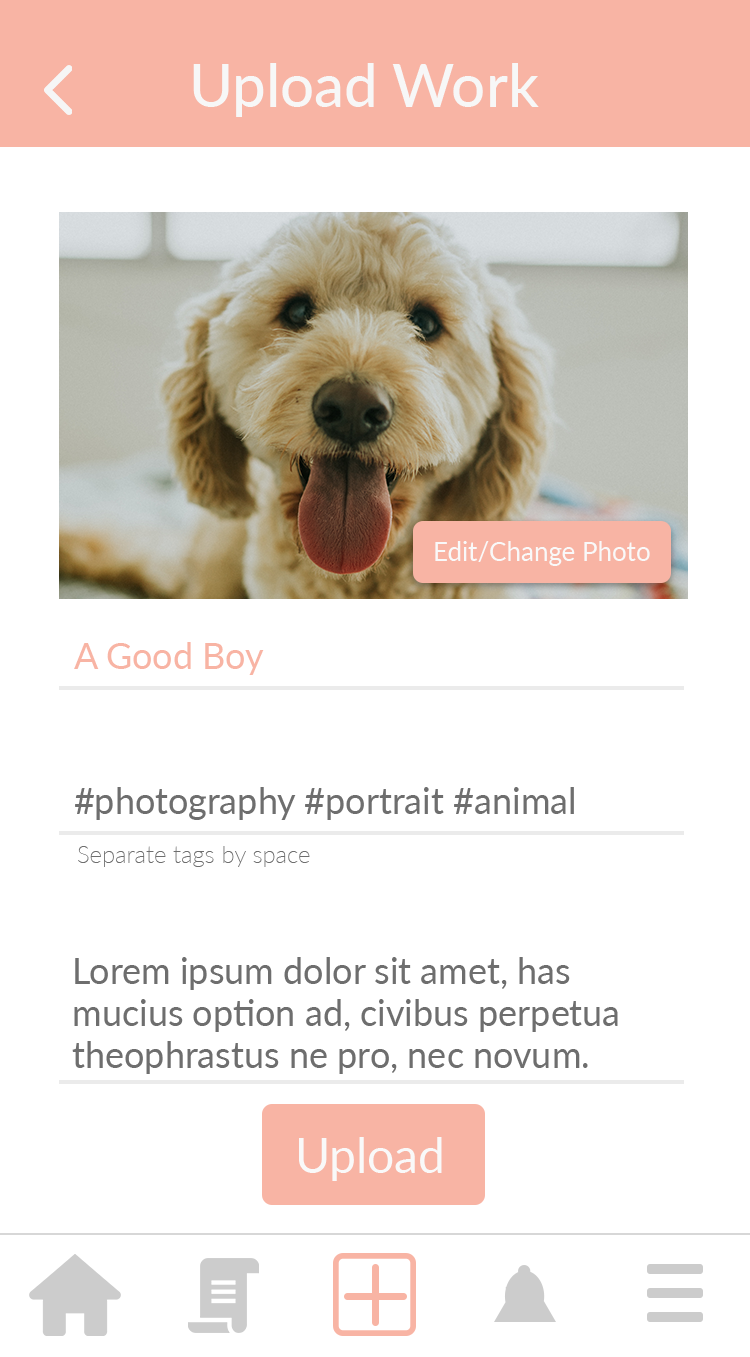 Upload Work
Edit/Change Photo
A Good Boy
#photography #portrait #animal
Separate tags by space
Lorem ipsum dolor sit amet, has
mucius option ad, civibus perpetua
theophrastus ne pro, nec novum.
Upload